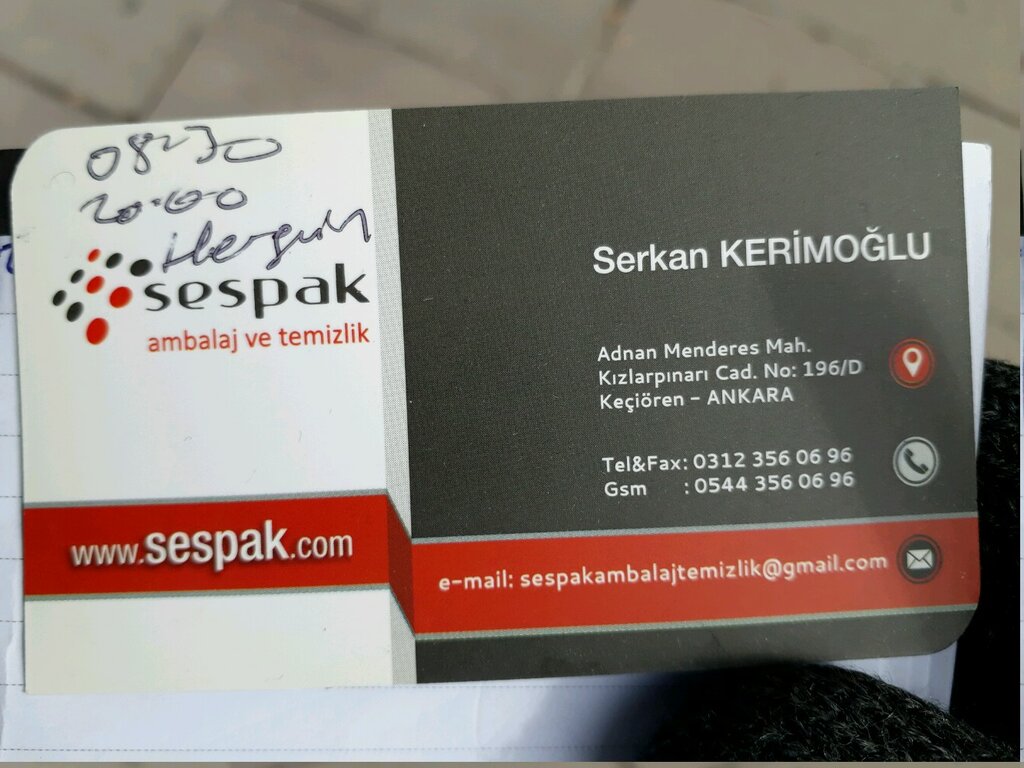 08-30
20.00
Hergün
sespak
ambalaj ve temizlik
www.sespak.com
Serkan KERİMOĞLU
Adnan Menderes Mah.
Kızlarpınarı Cad. No: 196/D
Keçiören - ANKARA
Tel&Fax: 0312 356 06 96
Gsm : 0544 356 06 96
e-mail: sespakambalajtemizlik@gmail.com